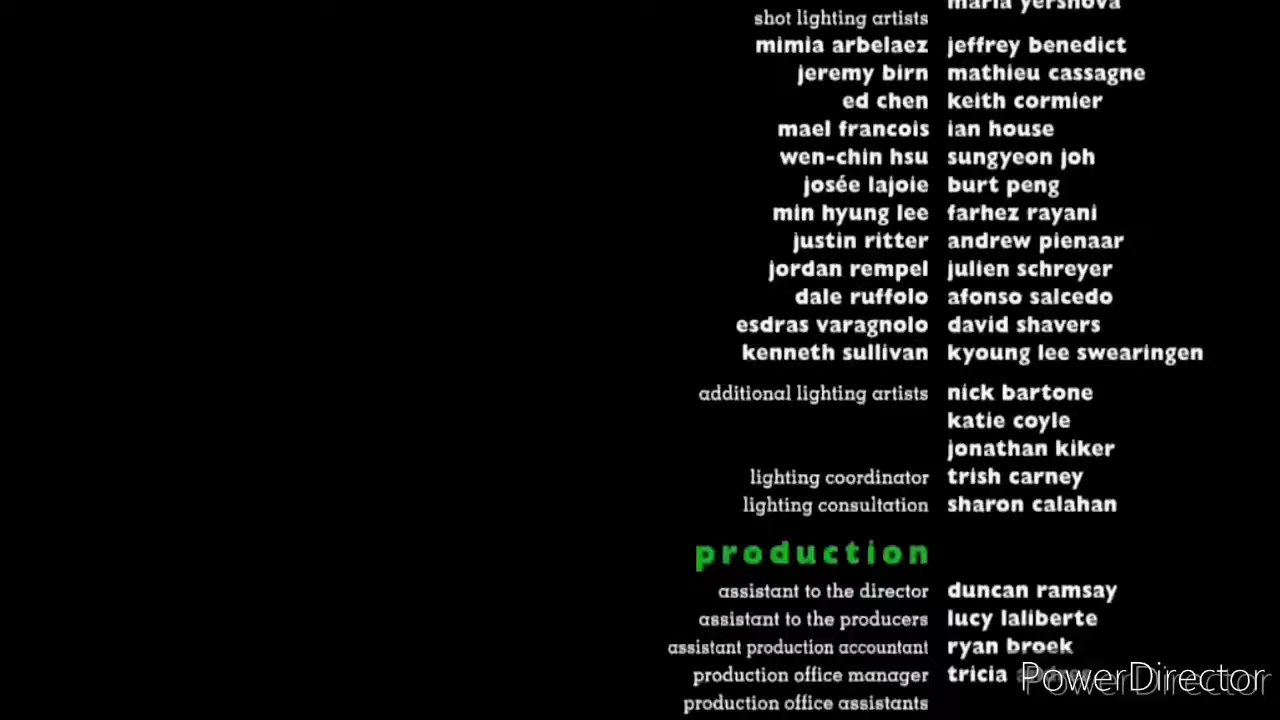 maria yershova
shot lighting artists
mimia arbelaez jeffrey benedict
jeremy birn mathieu cassagne
ed chen keith cormier
mael francois ian house
wen-chin hsu sungyeon joh
josée lajoie burt peng
min hyung lee farhez rayani
justin ritter andrew pienaar
jordan rempel julien schreyer
dale ruffolo afonso salcedo
esdras varagnolo david shavers
kenneth sullivan kyoung lee swearingen
additional lighting artists nick bartone
katie coyle
jonathan kiker
lighting coordinator trish carney
lighting consultation sharon calahan
production
assistant to the director duncan ramsay
assistant to the producers lucy laliberte
assistant production accountant ryan broek
production office manager tricia
PowerDirector
production office assistants